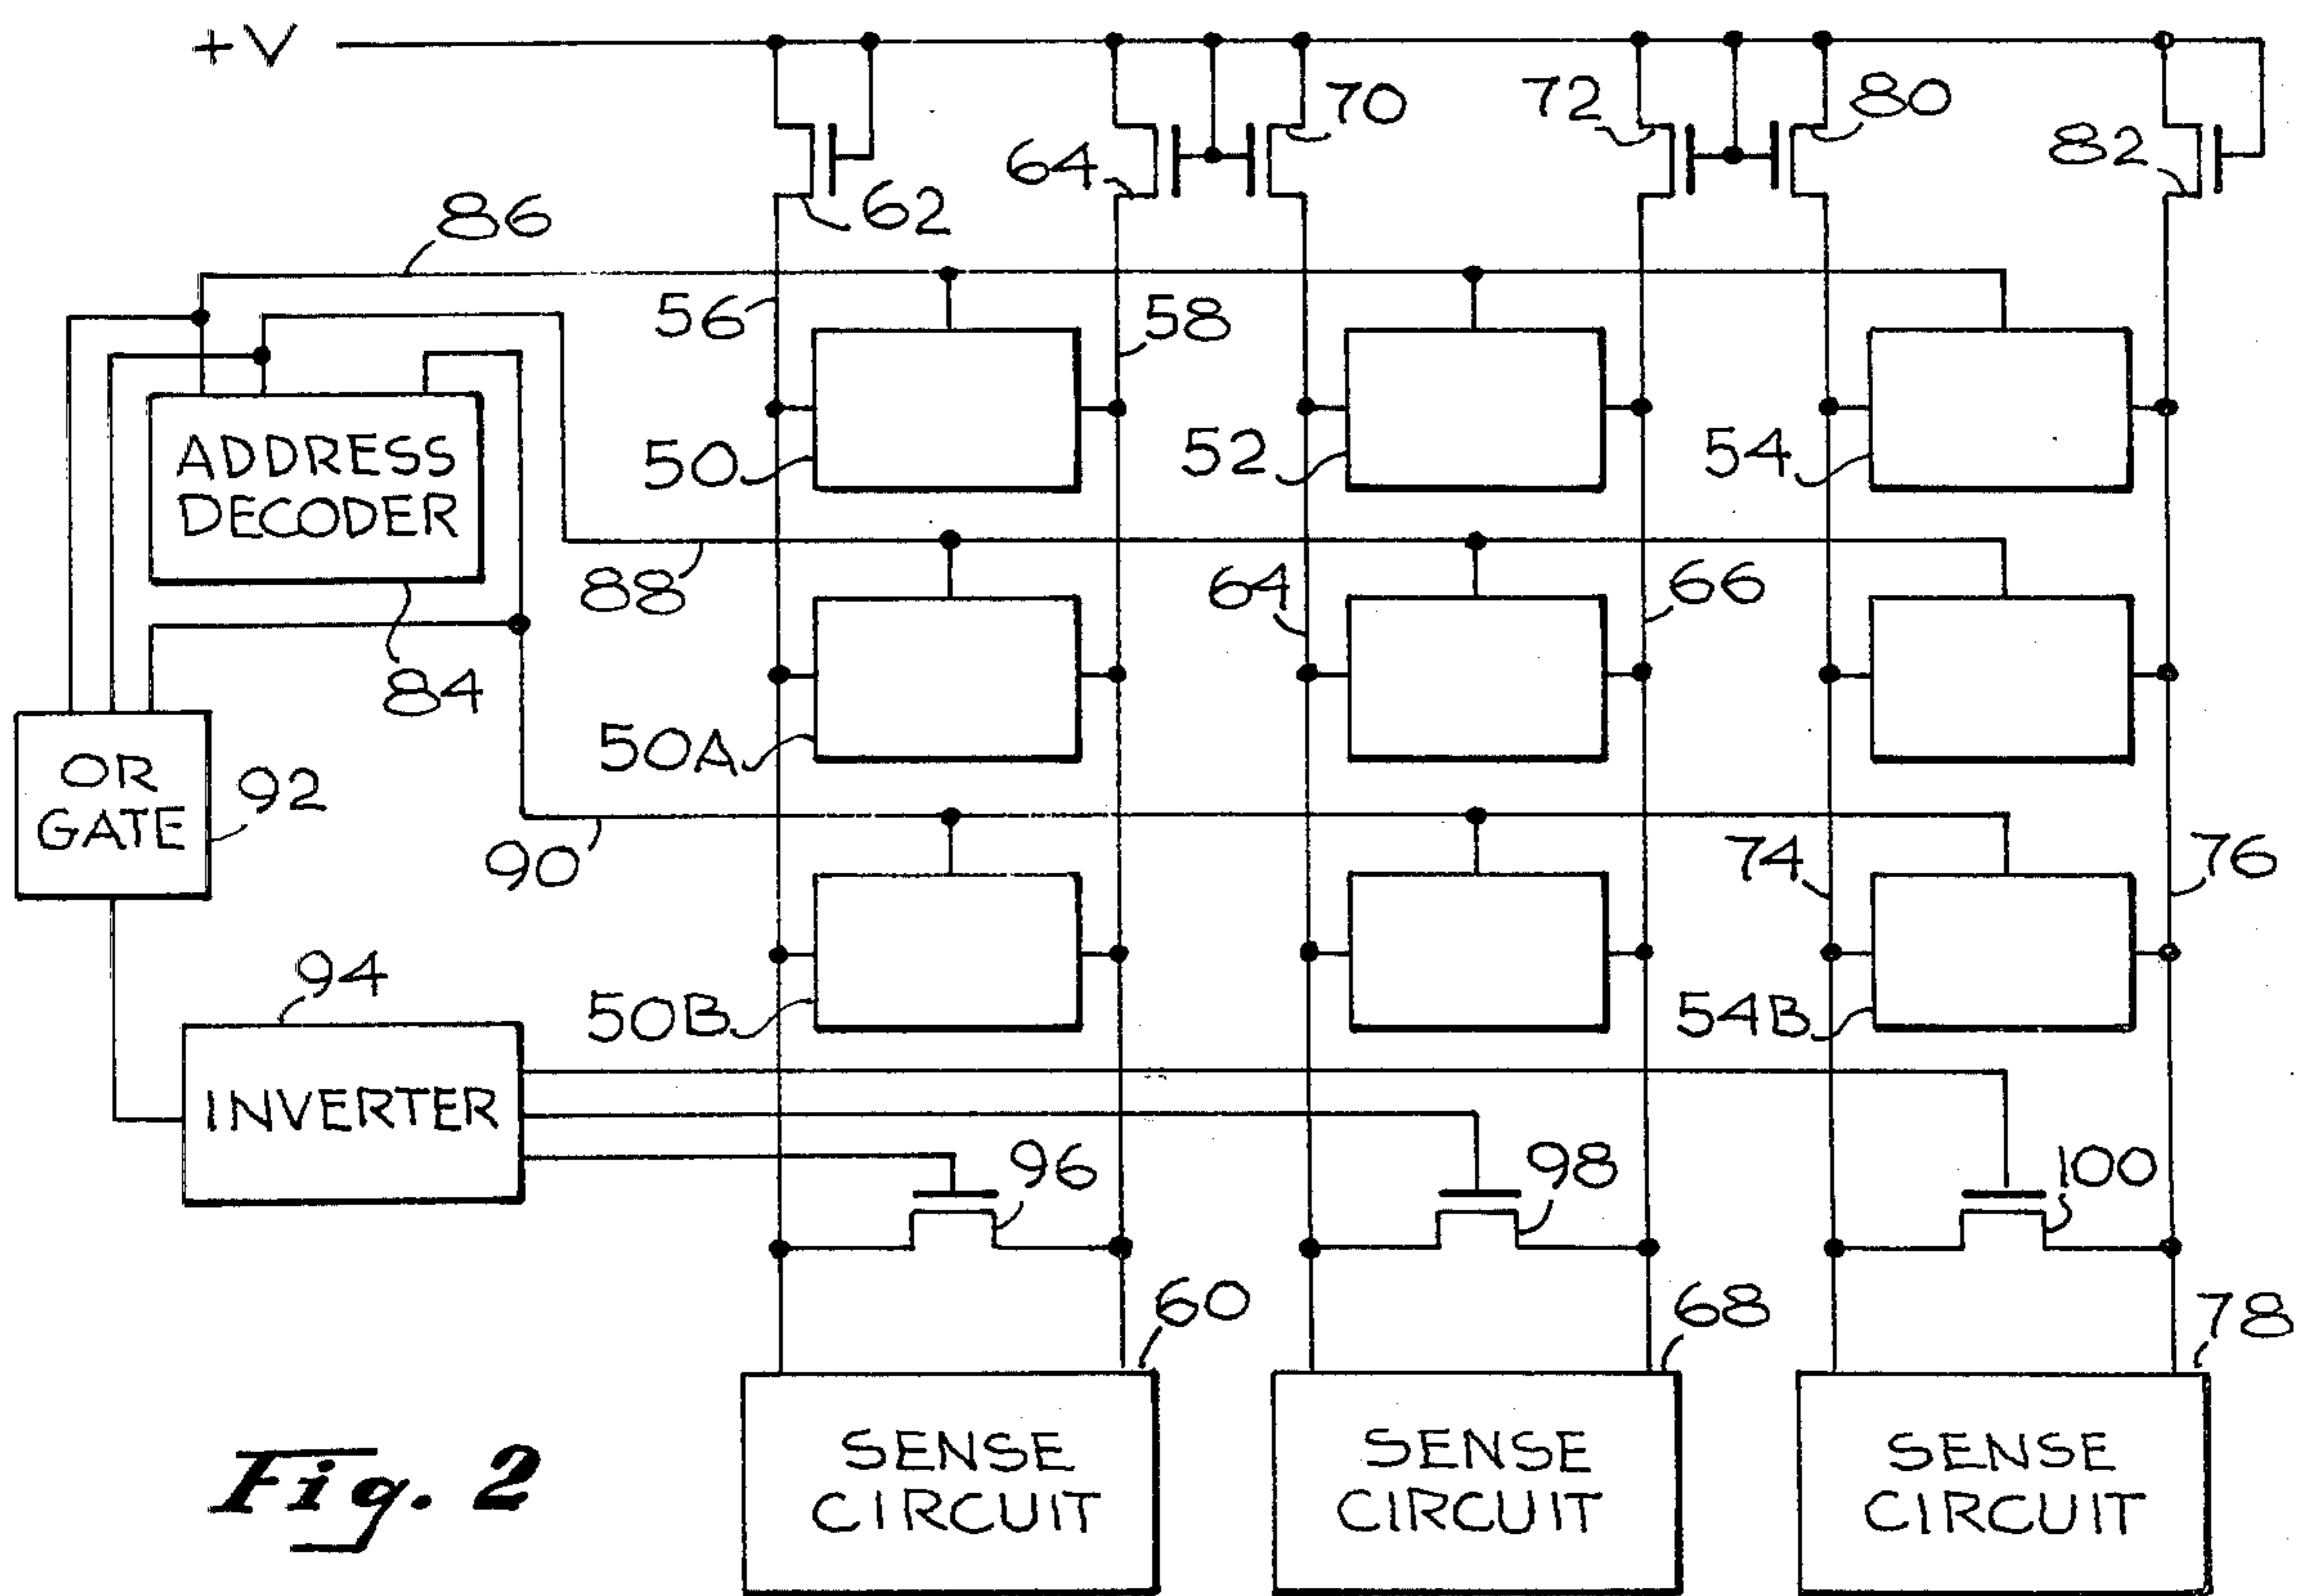 +V
70
72
80
64
82
62
86
56
58
50
52
54
ADDRESS
DECODER
88
64
66
84
50A
OR
GATE
92
90
74
76
94
50B
54B
INVERTER
96
98
100
60
68
78
SENSE
CIRCUIT
SENSE
CIRCUIT
SENSE
CIRCUIT
Fig. 2